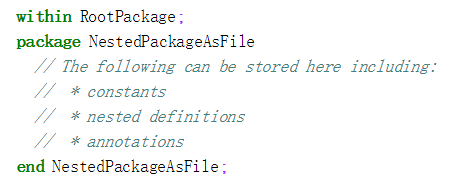 within RootPackage;
package NestedPackageAsFile
  // The following can be stored here including:
  //  * constants
  //  * nested definitions
  //  * annotations
end NestedPackageAsFile;